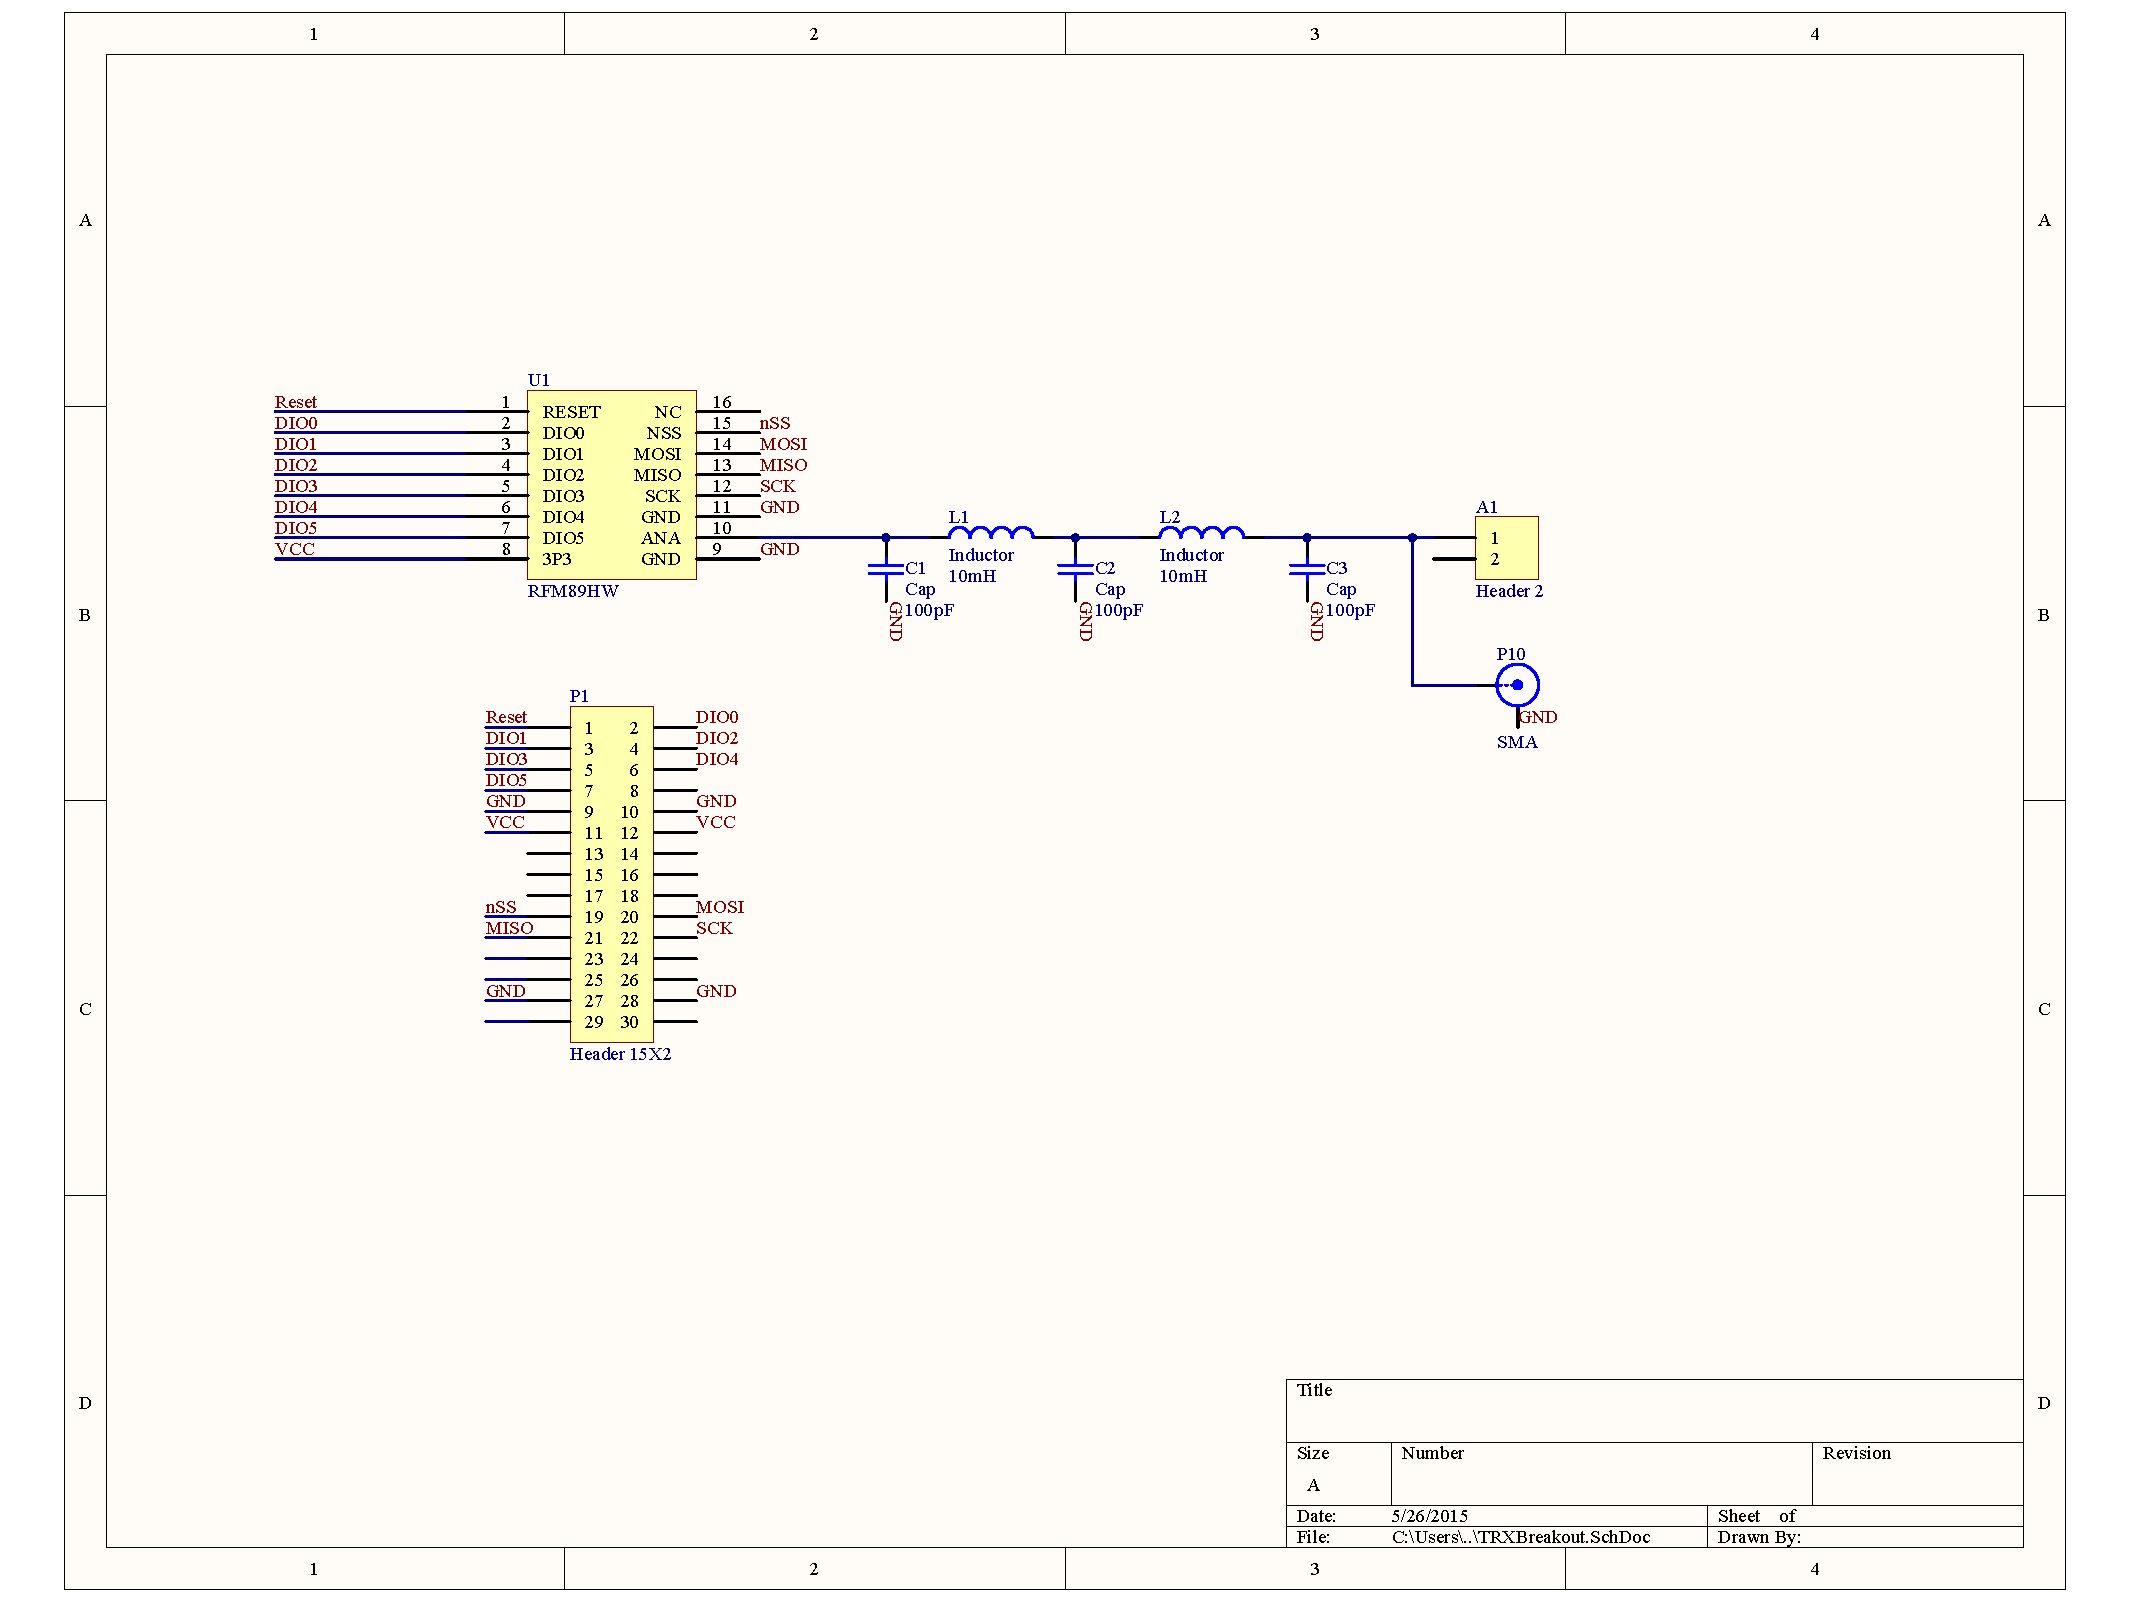 1 2 3 4
A A
U1
Reset 1 RESET NC 16
DIO0 2 DIO0 NSS 15 nSS
DIO1 3 DIO1 MOSI 14 MOSI
DIO2 4 DIO2 MISO 13 MISO
DIO3 5 DIO3 SCK 12 SCK
DIO4 6 DIO4 GND 11 GND
DIO5 7 DIO5 ANA 10
VCC 8 3P3 GND 9 GND
RFM89HW
L1
Inductor
10mH
L2
Inductor
10mH
C1
Cap
100pF
GND
C2
Cap
100pF
GND
C3
Cap
100pF
GND
A1
1
2
Header 2
B B
P10
GND
SMA
P1
Reset 1 2 DIO0
DIO1 3 4 DIO2
DIO3 5 6 DIO4
DIO5 7 8
GND 9 10 GND
VCC 11 12 VCC
13 14
15 16
17 18
nSS 19 20 MOSI
MISO 21 22 SCK
23 24
25 26
GND 27 28 GND
29 30
Header 15X2
C C
D D
Title
Size Number Revision
A
Date: 5/26/2015 Sheet of
File: C:\Users\..\TRXBreakout.SchDoc Drawn By:
1 2 3 4